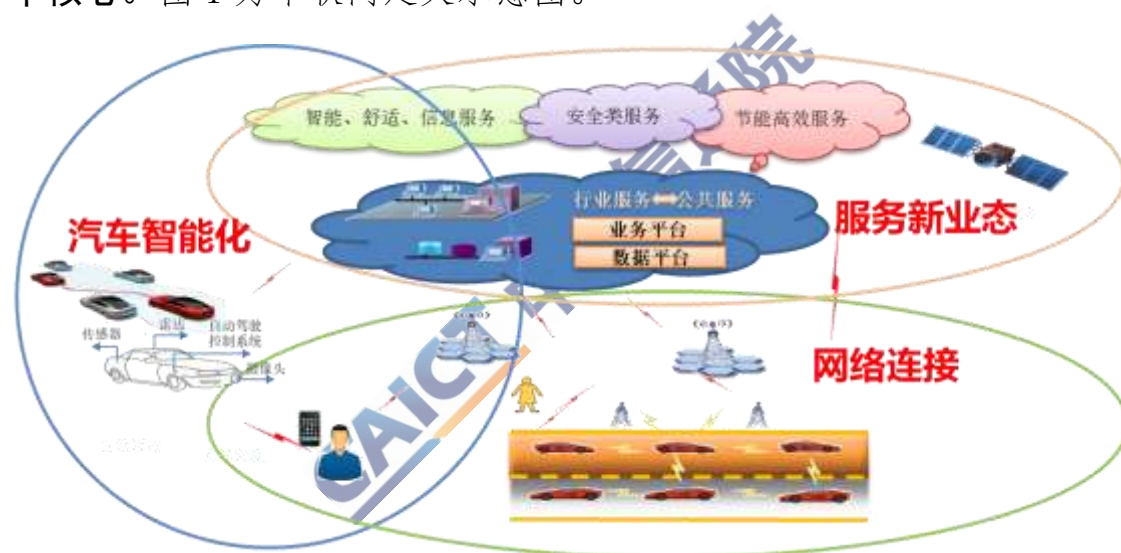 图1为车联网定义示意图。
智能、舒适、信息服务
安全类服务
节能高效服务
行业服务
公共服务
业务平台
数据平台
汽车智能化
服务新业态
传感器
雷达
自动驾驶
控制系统
摄像头
网络连接
CAICT